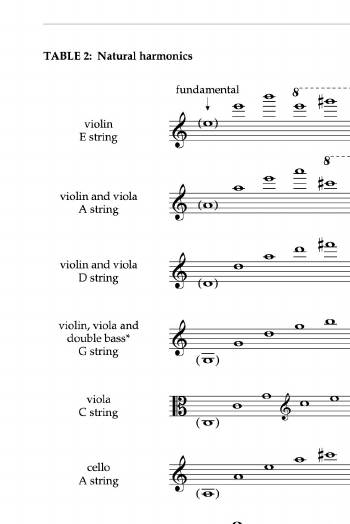 TABLE 2: Natural harmonics
fundamental
8
violin
E string
8
violin and viola
A string
violin and viola
D string
violin, viola and
double bass*
G string
viola
C string
cello
A string